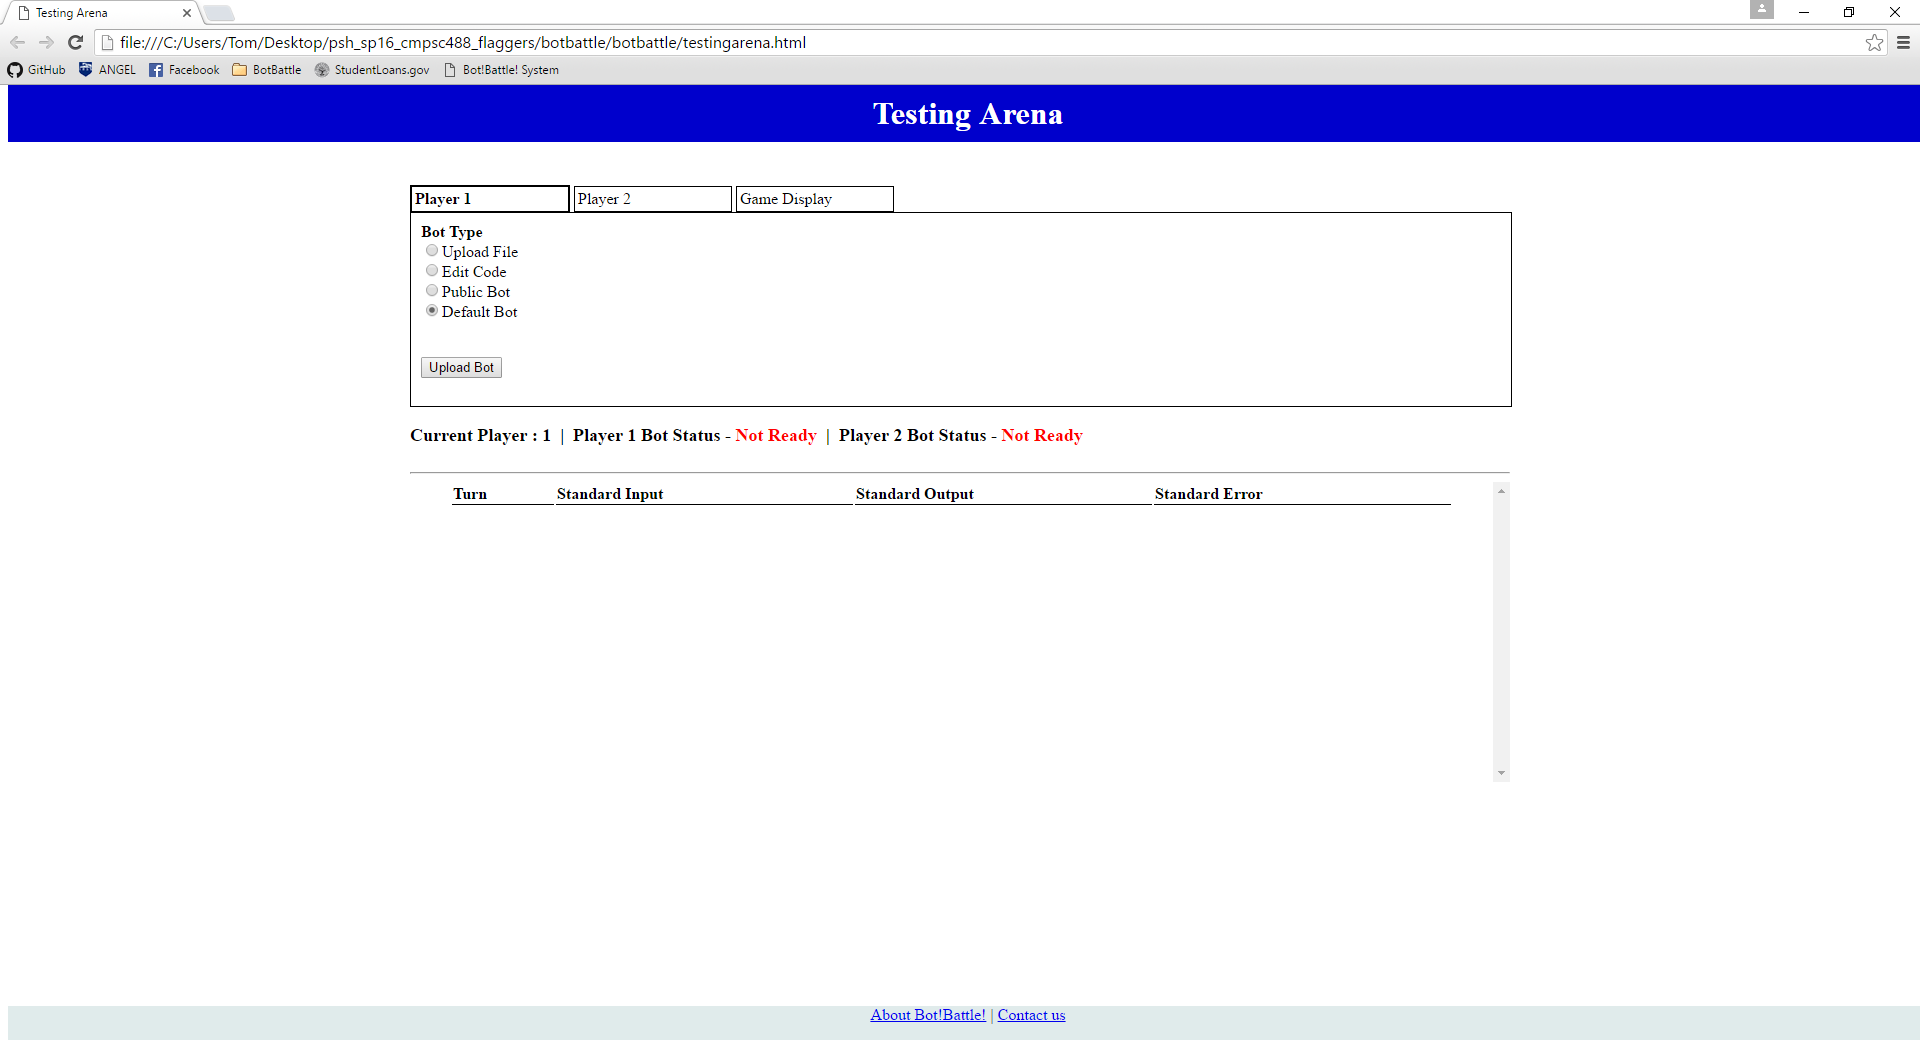 Testing Arena
file:///C:/Users/Tom/Desktop/psh_sp16_cmpsc488_flaggers/botbattle/botbattle/testingarena.html
GitHub ANGEL Facebook BotBattle StudentLoans.gov Bot!Battle! System
Testing Arena
Player 1 Player 2 Game Display
Bot Type
Upload File
Edit Code
Public Bot
Default Bot
Upload Bot
Current Player : 1 | Player 1 Bot Status - Not Ready | Player 2 Bot Status - Not Ready
Turn Standard Input Standard Output Standard Error
About Bot!Battle! | Contact us